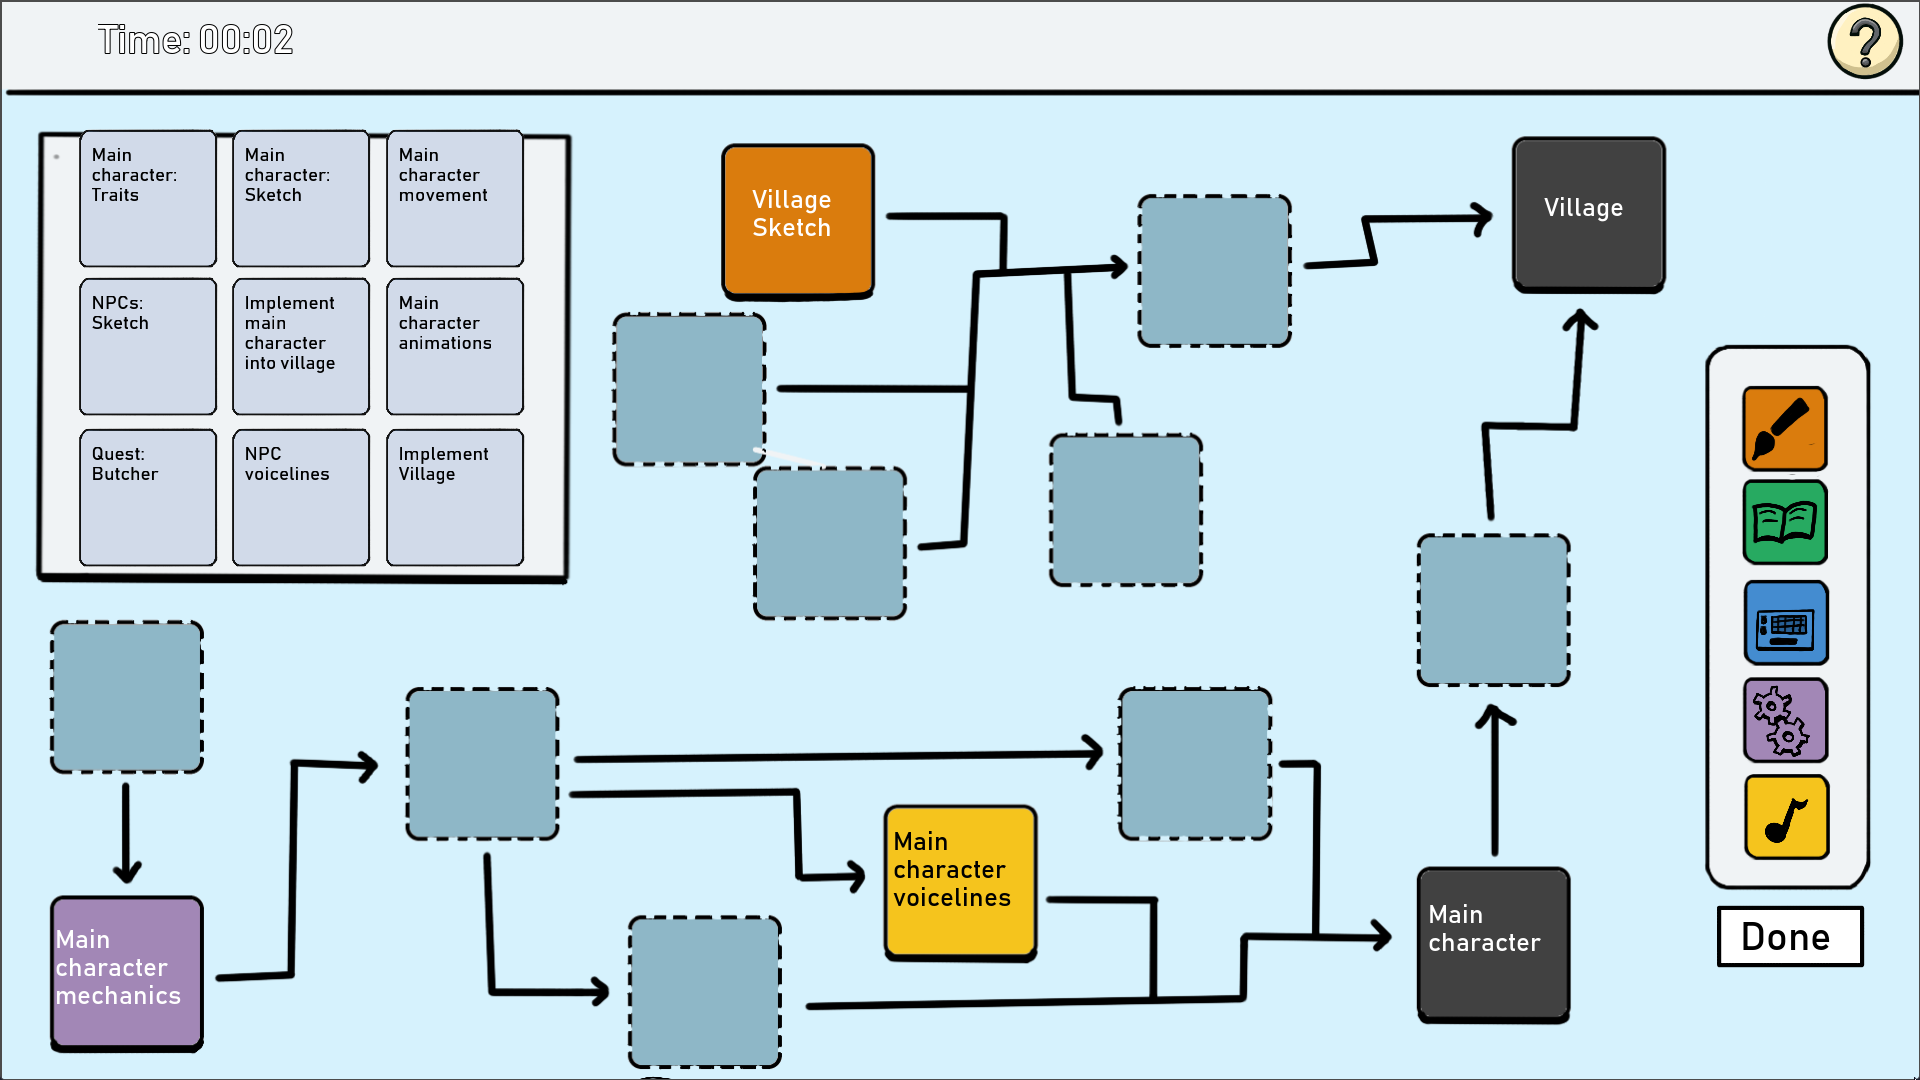 Time: 00:02
?
Main
character:
Traits
Main
character:
Sketch
Main
character
movement
NPCs:
Sketch
Implement
main
character
into village
Main
character
animations
Quest:
Butcher
NPC
voicelines
Implement
Village
Village
Sketch
Village
Main
character
voicelines
Main
character
mechanics
Main
character
Done